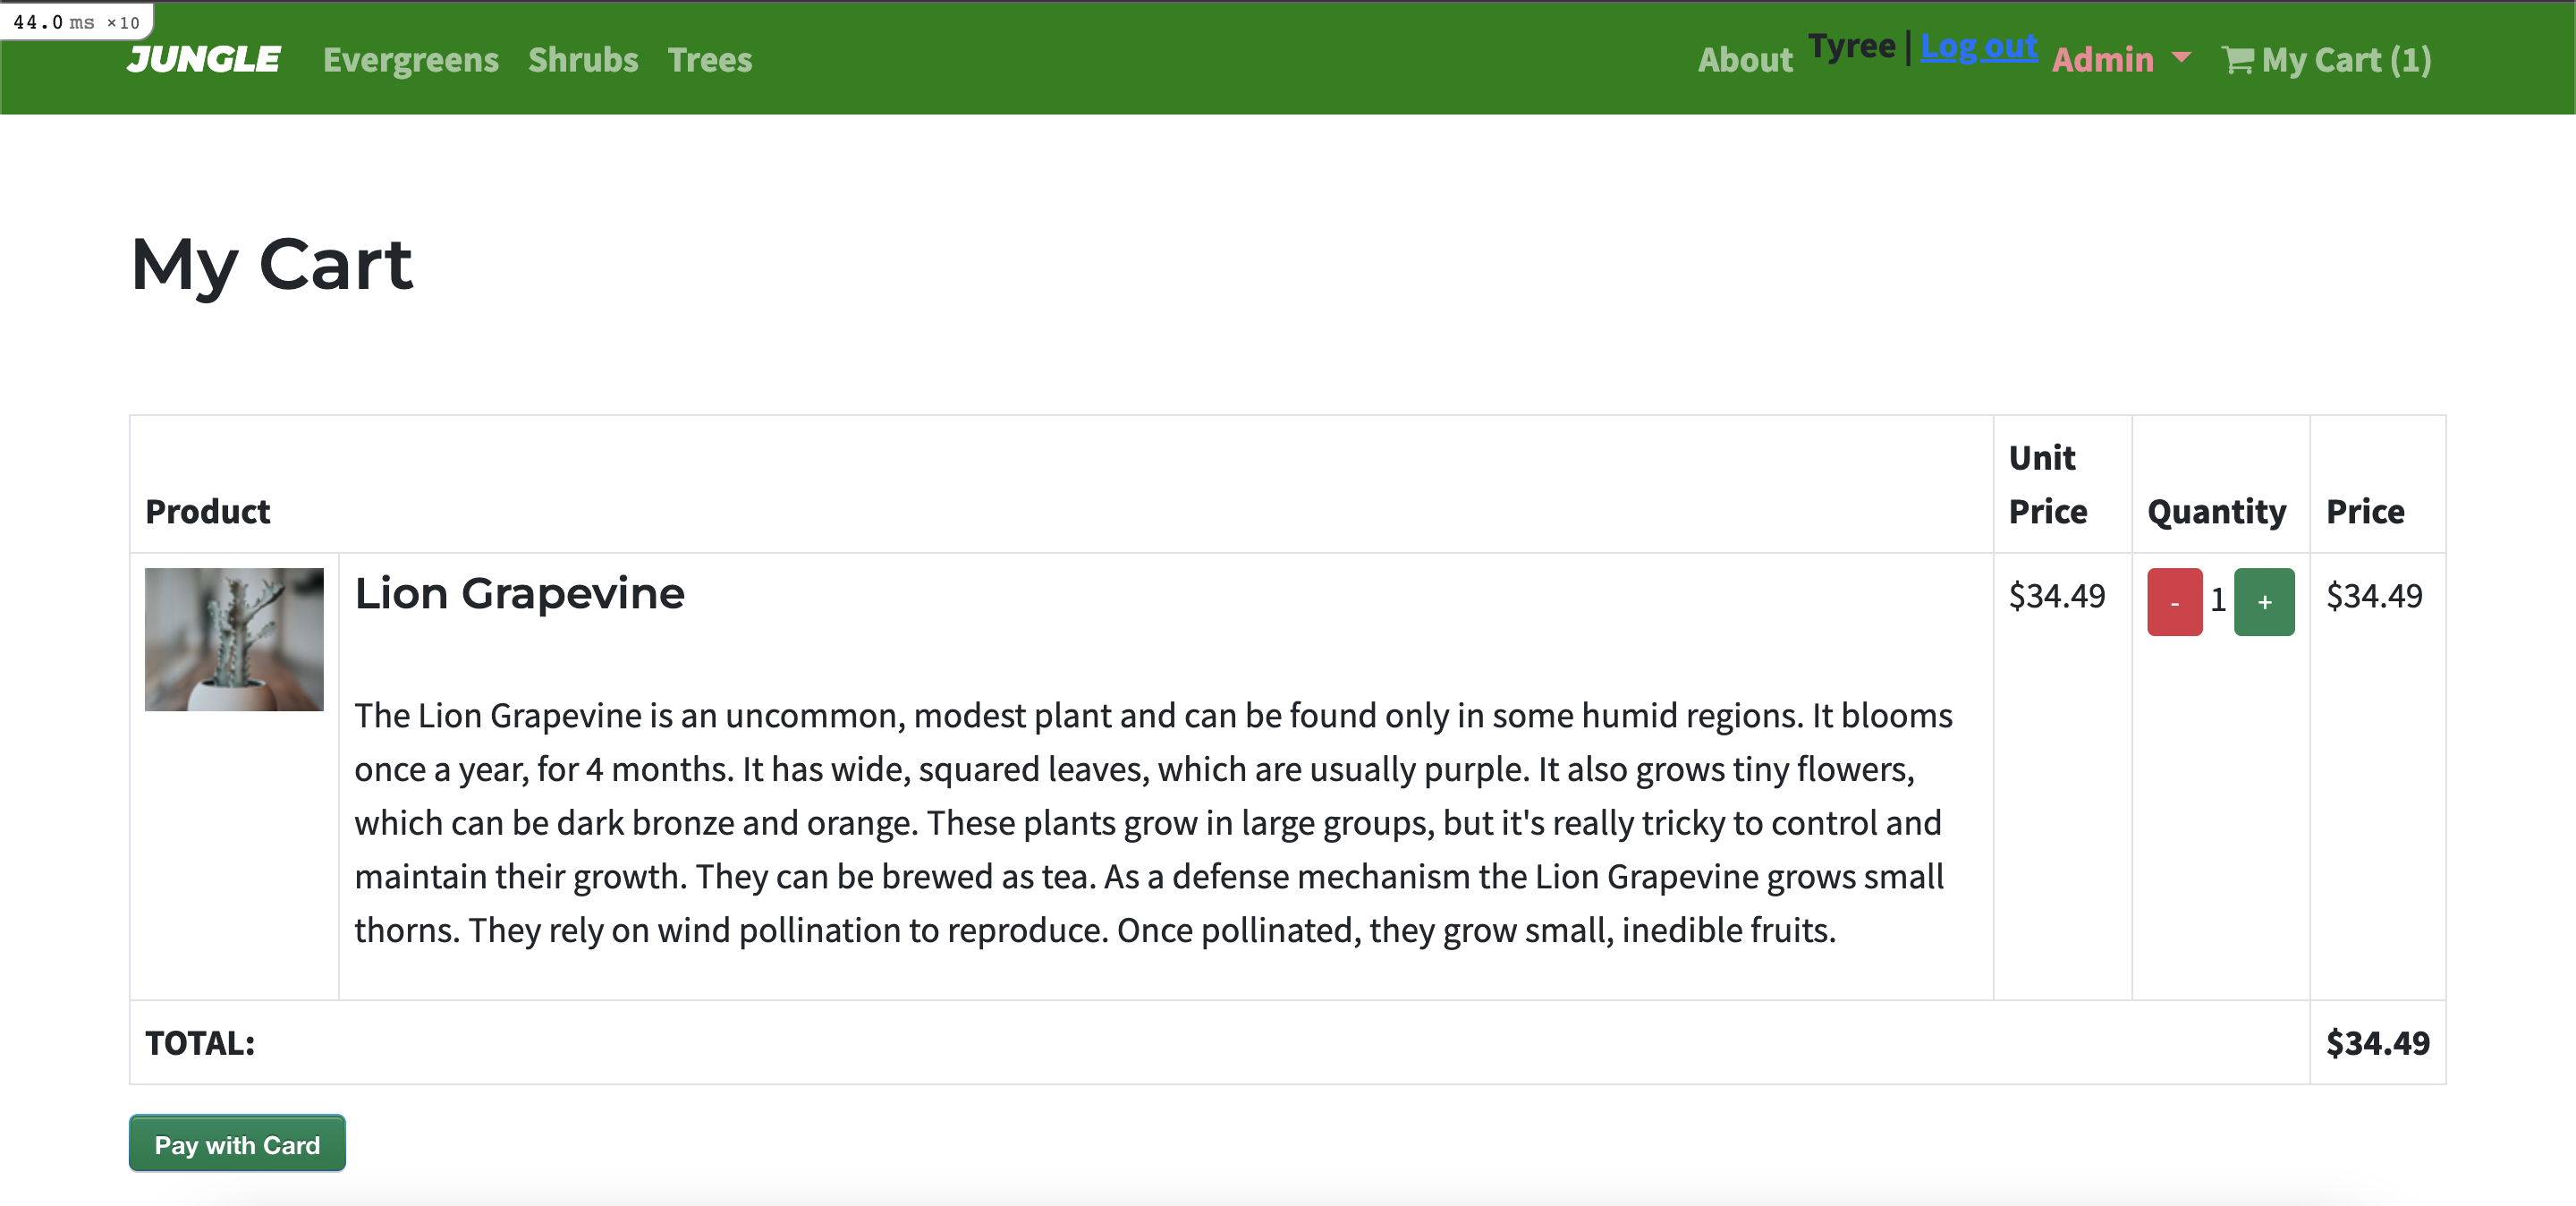 44.0 ms ×10
JUNGLE Evergreens Shrubs Trees About Tyree | Log out Admin My Cart (1)
My Cart
Product Unit Price Quantity Price
Lion Grapevine $34.49 - 1 + $34.49
The Lion Grapevine is an uncommon, modest plant and can be found only in some humid regions. It blooms
once a year, for 4 months. It has wide, squared leaves, which are usually purple. It also grows tiny flowers,
which can be dark bronze and orange. These plants grow in large groups, but it's really tricky to control and
maintain their growth. They can be brewed as tea. As a defense mechanism the Lion Grapevine grows small
thorns. They rely on wind pollination to reproduce. Once pollinated, they grow small, inedible fruits.
TOTAL: $34.49
Pay with Card